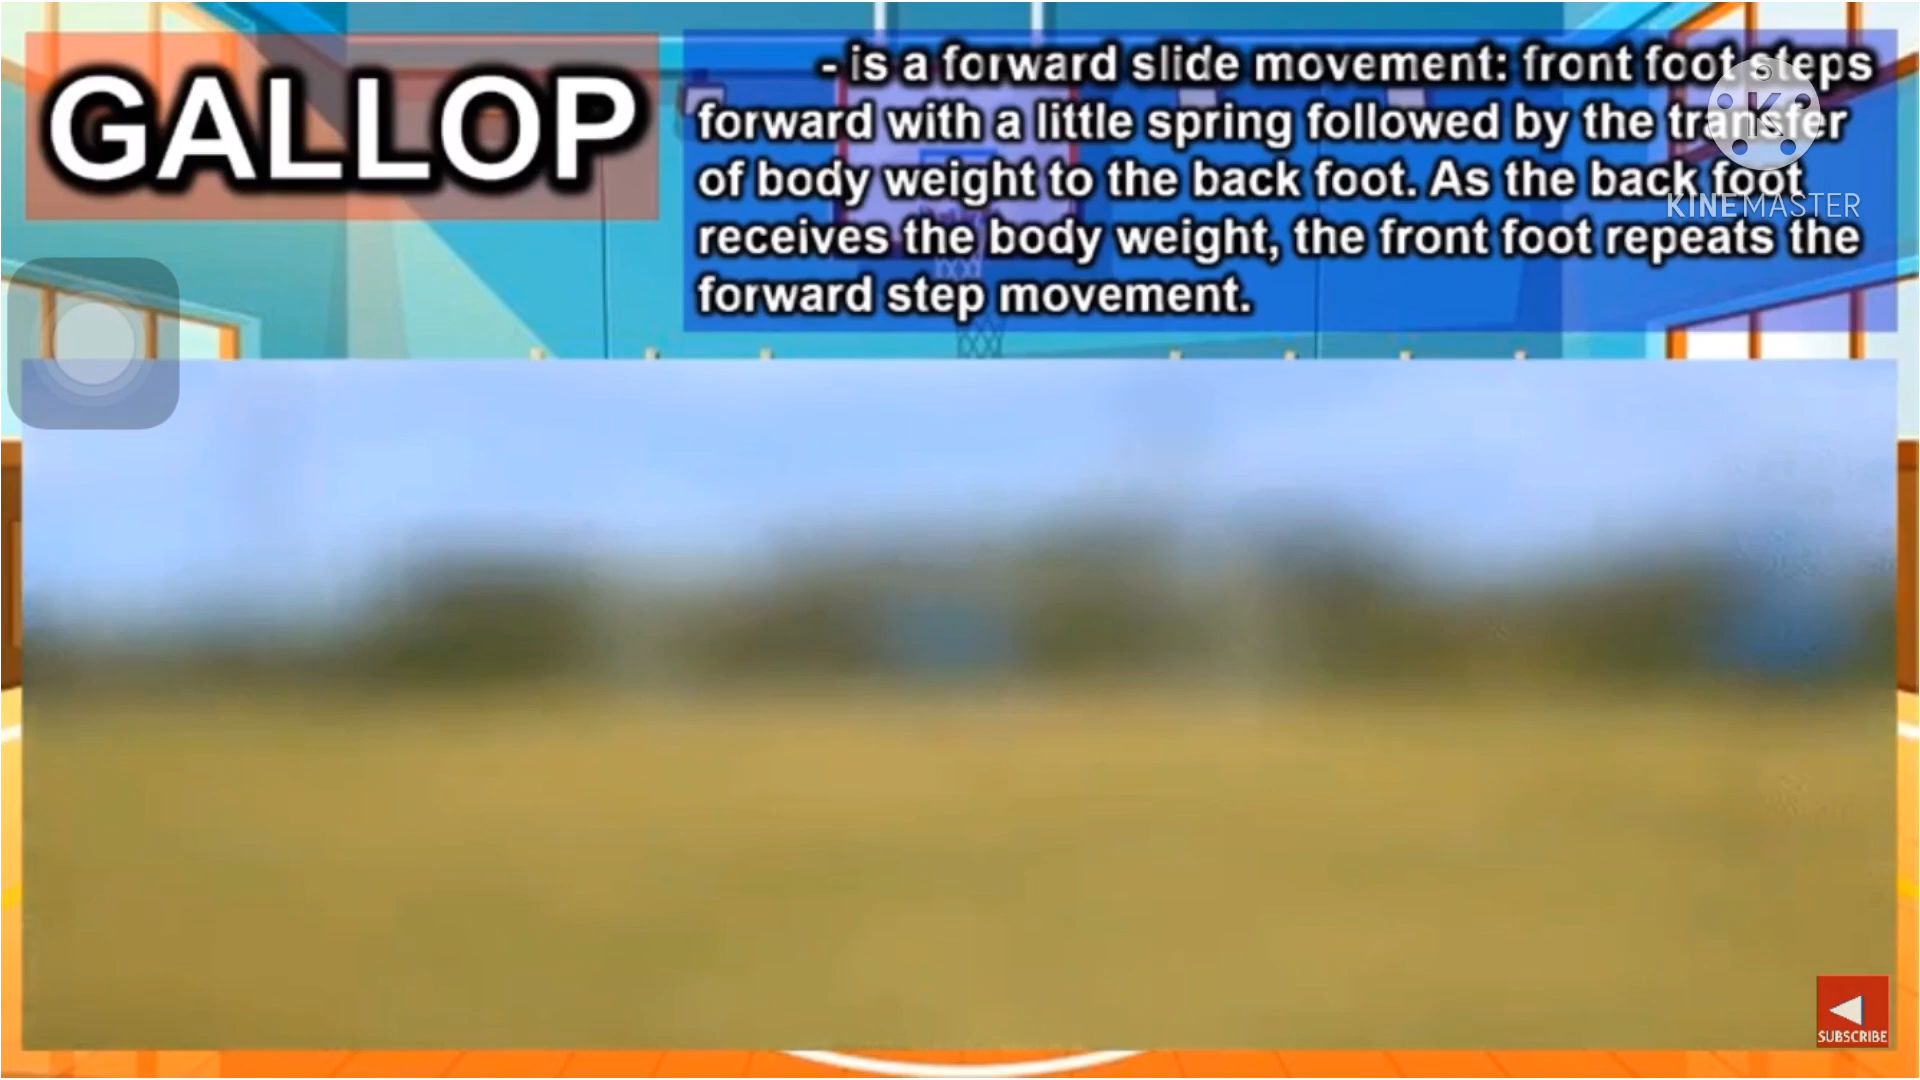 GALLOP
- is a forward slide movement: front foot steps
forward with a little spring followed by the transfer
of body weight to the back foot. As the back foot
receives the body weight, the front foot repeats the
forward step movement.
K
KINEMASTER
SUBSCRIBE